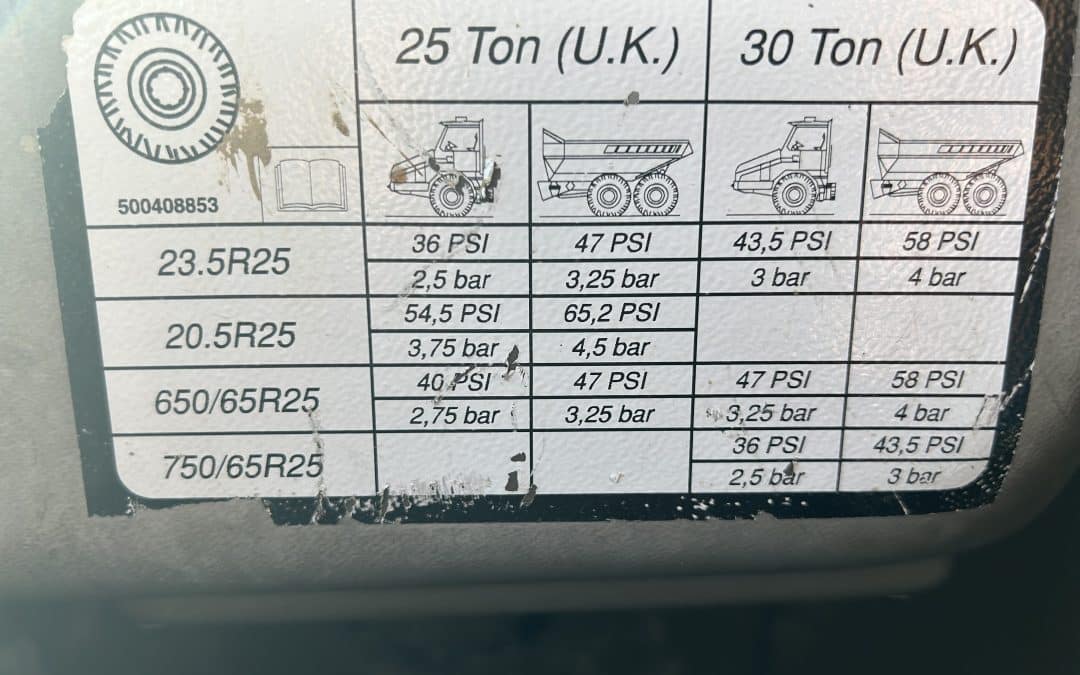 25 Ton (U.K.) 30 Ton (U.K.)
500408853
23.5R25
36 PSI 47 PSI 43,5 PSI 58 PSI
2,5 bar 3,25 bar 3 bar 4 bar
20.5R25
54,5 PSI 65,2 PSI
3,75 bar 4,5 bar
650/65R25
40 PSI 47 PSI 47 PSI 58 PSI
2,75 bar 3,25 bar 3,25 bar 4 bar
750/65R25
36 PSI 43,5 PSI
2,5 bar 3 bar